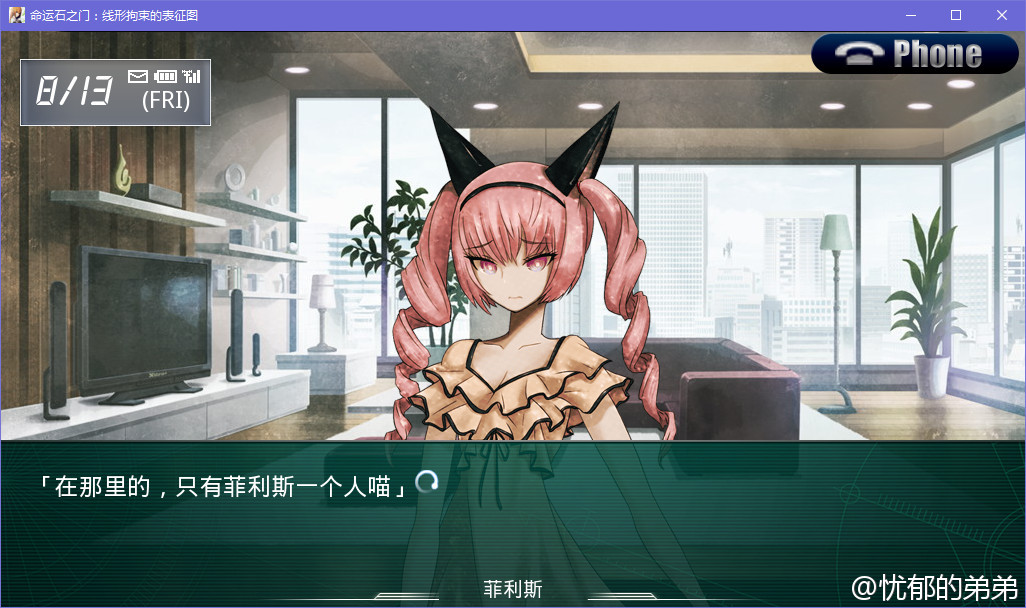 命运石之门：线形拘束的表征图
Phone
8/13
(FRI)
「在那里的，只有菲利斯一个人喵」
菲利斯
@忧郁的弟弟